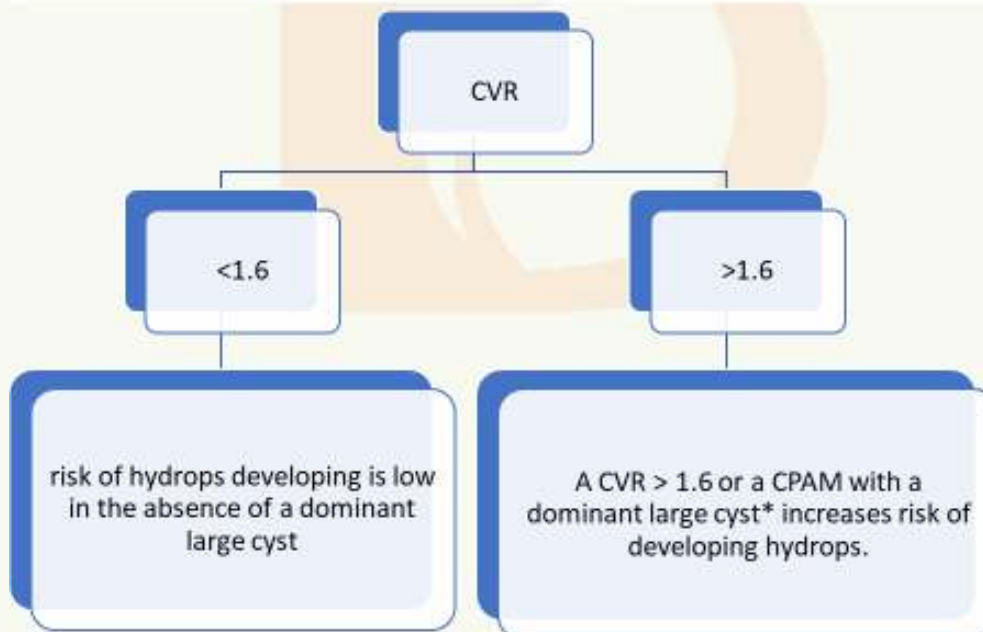 CVR
<1.6
>1.6
risk of hydrops developing is low
in the absence of a dominant
large cyst
A CVR > 1.6 or a CPAM with a
dominant large cyst* increases risk of
developing hydrops.